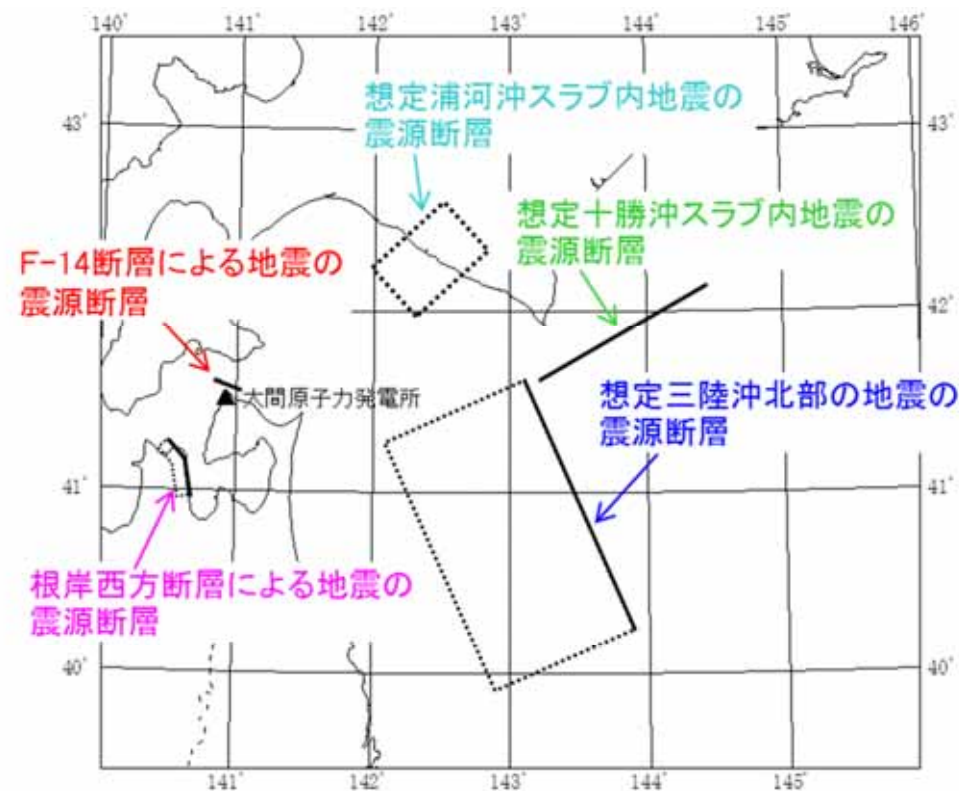 140° 141° 142° 143° 144° 145° 146°
想定浦河沖スラブ内地震の
震源断層
43° 43°
想定十勝沖スラブ内地震の
震源断層
F-14断層による地震の
震源断層
42°
大間原子力発電所
想定三陸沖北部の地震の
震源断層
41° 41°
根岸西方断層による地震の
震源断層
40° 40°
141° 142° 143° 144° 145°